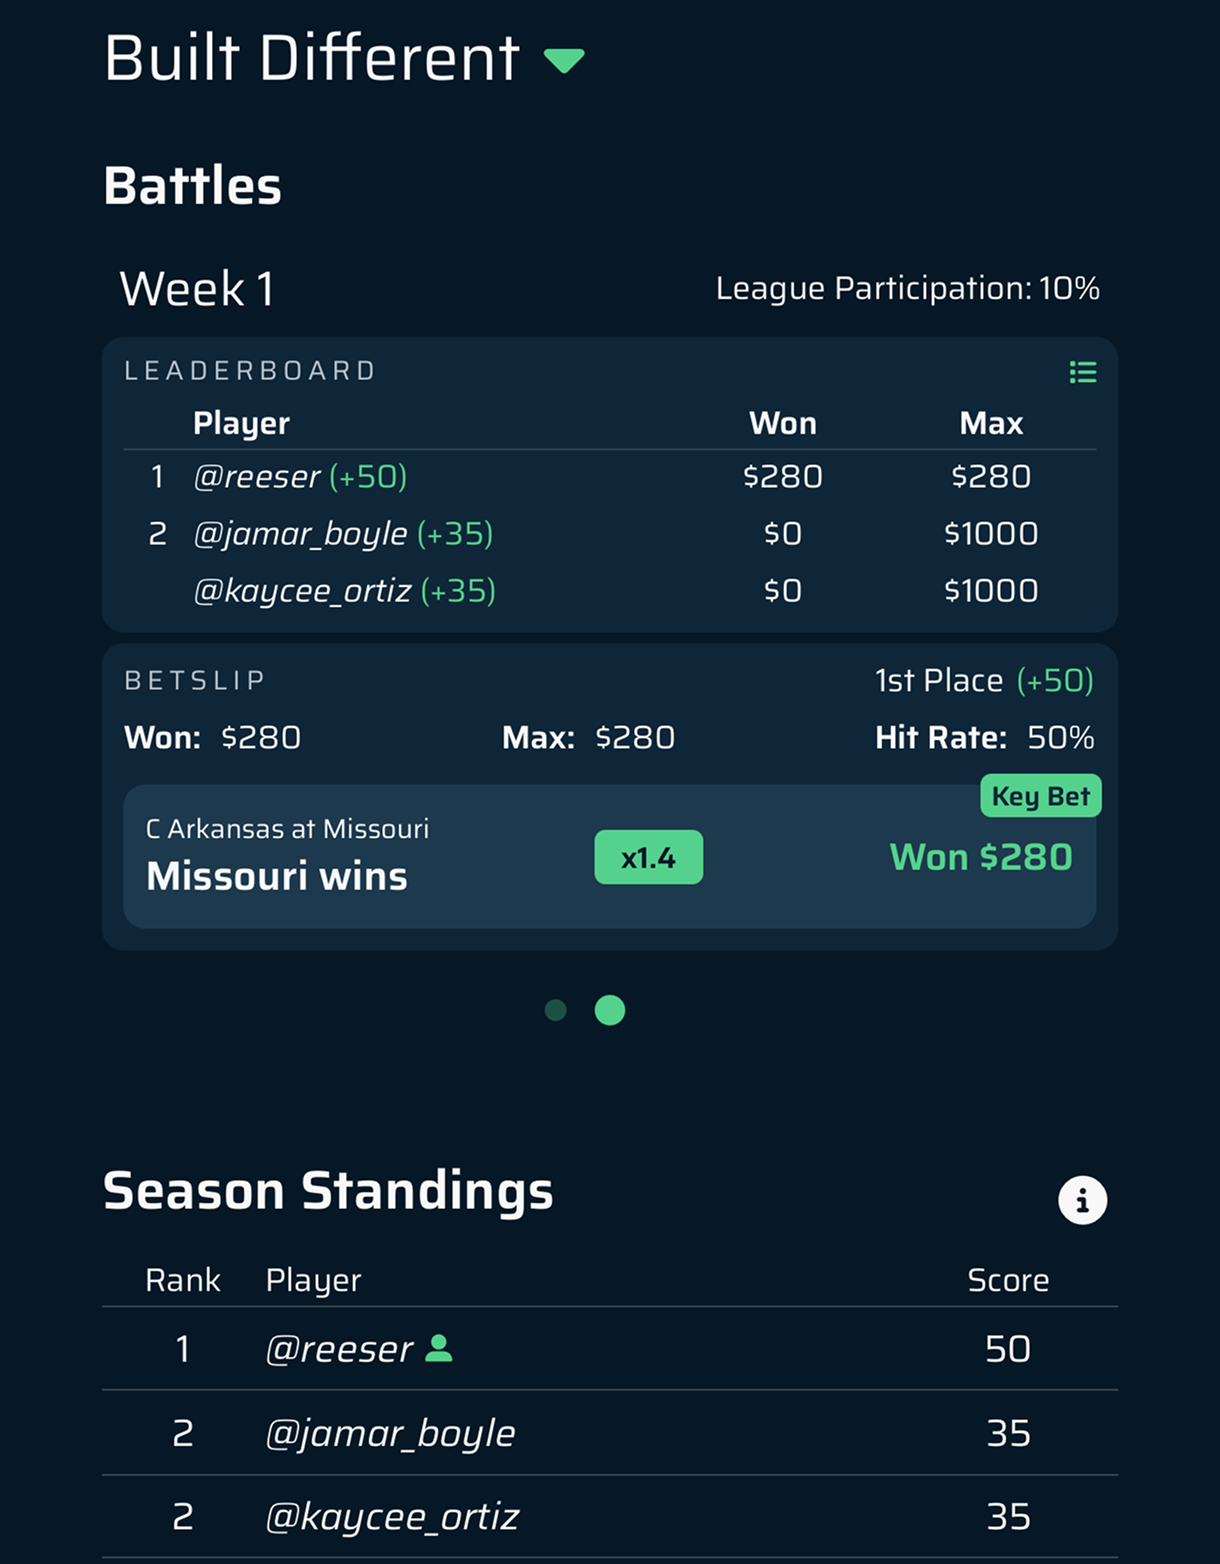 Built Different
Battles
Week 1 League Participation: 10%
LEADERBOARD
Player Won Max
1 @reeser (+50) $280 $280
2 @jamar_boyle (+35) $0 $1000
@kaycee_ortiz (+35) $0 $1000
BETSLIP 1st Place (+50)
Won: $280 Max: $280 Hit Rate: 50%
Key Bet
C Arkansas at Missouri
Missouri wins x1.4 Won $280
Season Standings
Rank Player Score
1 @reeser 50
2 @jamar_boyle 35
2 @kaycee_ortiz 35